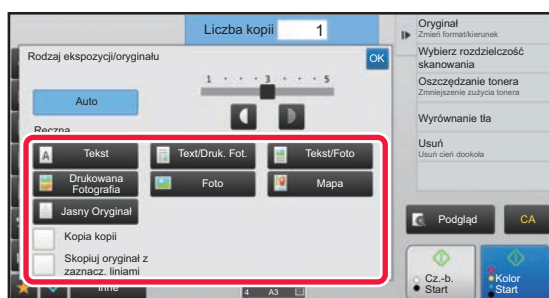 Liczba kopii 1
Rodzaj ekspozycji/oryginału
OK
1 3 5
Auto
Ręczna
Tekst
Text/Druk. Fot.
Tekst/Foto
Drukowana
Fotografia
Foto
Mapa
Jasny Oryginał
Kopia kopii
Skopiuj oryginał z
zaznacz. liniami
Inne
4 A3
Oryginał
Zmień format/kierunek
Wybierz rozdzielczość
skanowania
Oszczędzanie tonera
Zmniejszenie zużycia tonera
Wyrównanie tła
Usuń
Usuń cień dookoła
Podgląd
CA
Cz.-b.
Start
Kolor
Start